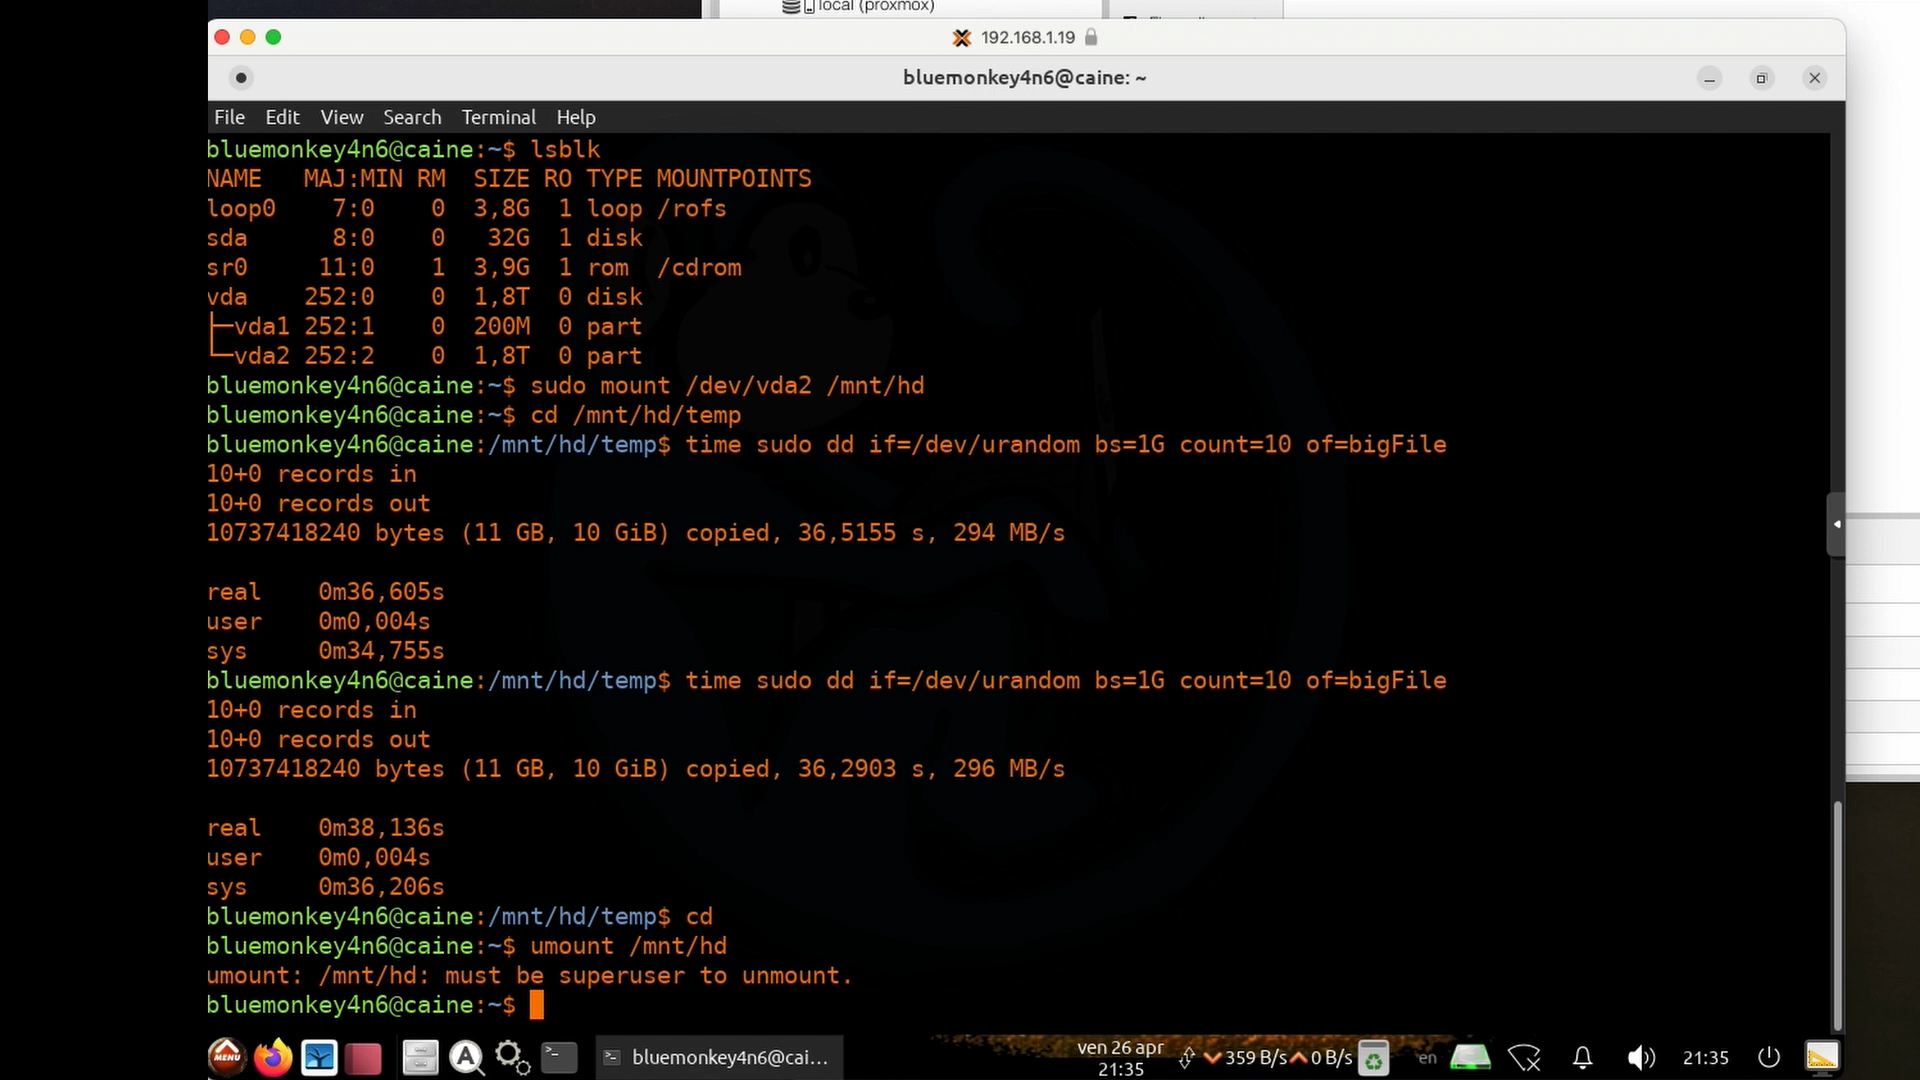 local (proxmox)
192.168.1.19
bluemonkey4n6@caine: ~
File Edit View Search Terminal Help
bluemonkey4n6@caine:~$ lsblk
NAME MAJ:MIN RM SIZE RO TYPE MOUNTPOINTS
loop0 7:0 0 3,8G 1 loop /rofs
sda 8:0 0 32G 1 disk
sr0 11:0 1 3,9G 1 rom /cdrom
vda 252:0 0 1,8T 0 disk
├─vda1 252:1 0 200M 0 part
└─vda2 252:2 0 1,8T 0 part
bluemonkey4n6@caine:~$ sudo mount /dev/vda2 /mnt/hd
bluemonkey4n6@caine:~$ cd /mnt/hd/temp
bluemonkey4n6@caine:/mnt/hd/temp$ time sudo dd if=/dev/urandom bs=1G count=10 of=bigFile
10+0 records in
10+0 records out
10737418240 bytes (11 GB, 10 GiB) copied, 36,5155 s, 294 MB/s
real 0m36,605s
user 0m0,004s
sys 0m34,755s
bluemonkey4n6@caine:/mnt/hd/temp$ time sudo dd if=/dev/urandom bs=1G count=10 of=bigFile
10+0 records in
10+0 records out
10737418240 bytes (11 GB, 10 GiB) copied, 36,2903 s, 296 MB/s
real 0m38,136s
user 0m0,004s
sys 0m36,206s
bluemonkey4n6@caine:/mnt/hd/temp$ cd
bluemonkey4n6@caine:~$ umount /mnt/hd
umount: /mnt/hd: must be superuser to unmount.
bluemonkey4n6@caine:~$
MENU
bluemonkey4n6@cai...
ven 26 apr
21:35
359 B/s 0 B/s
en
21:35